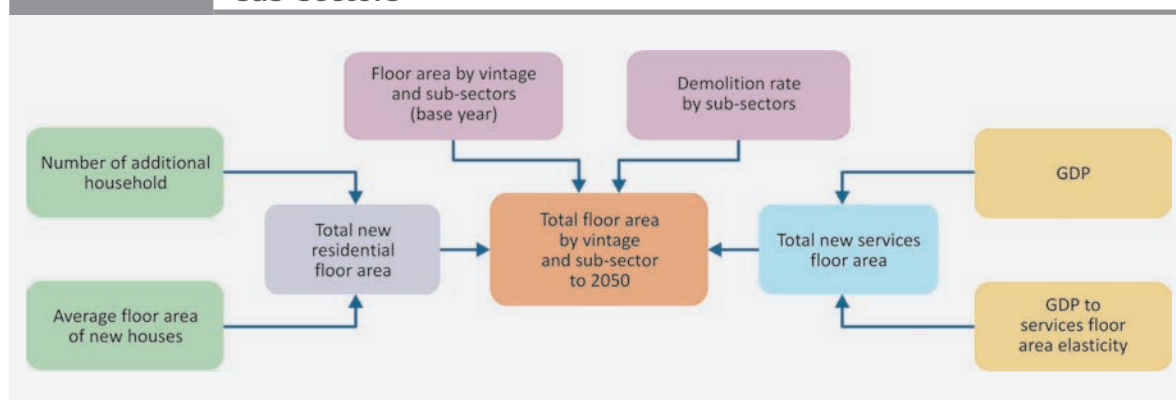 Floor area by vintage
and sub-sectors
(base year)
Demolition rate
by sub-sectors
Number of additional
household
GDP
Total new
residential
floor area
Total floor area
by vintage
and sub-sector
to 2050
Total new services
floor area
Average floor area
of new houses
GDP to
services floor
area elasticity